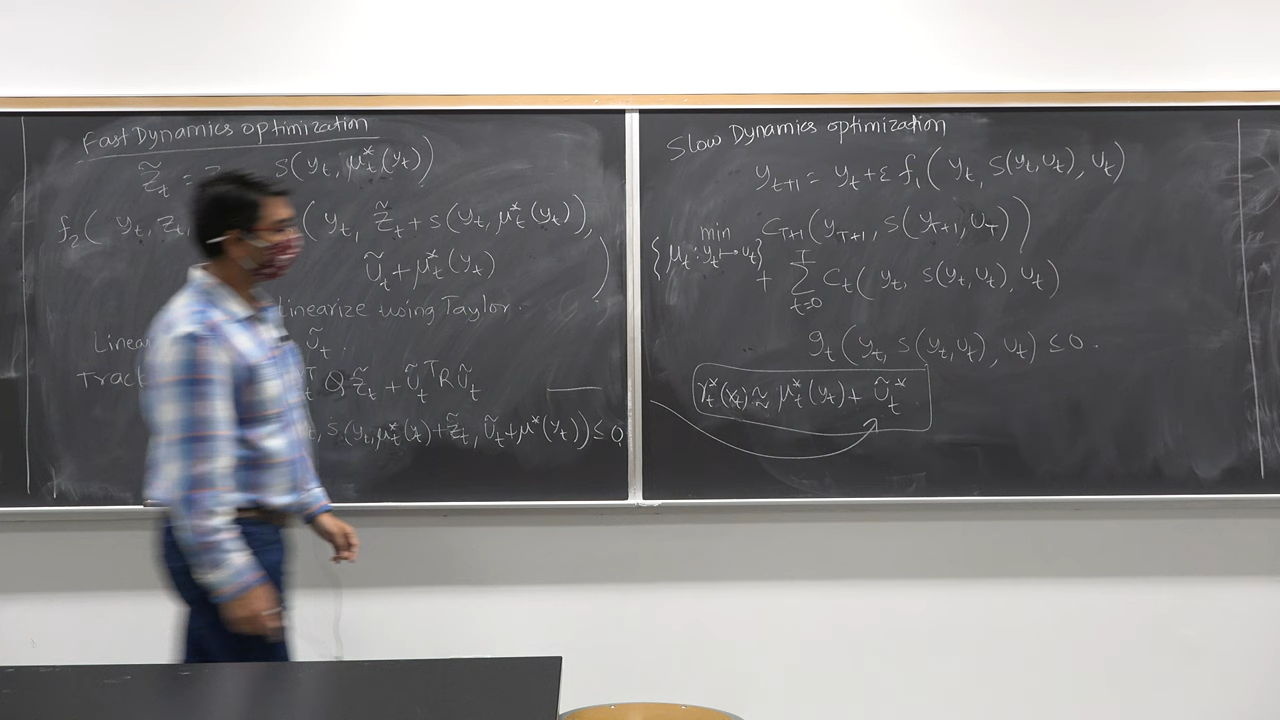 Fast Dynamics optimization
z̃_t = z S(y_t, μ*_t(y_t))
f_2( y_t, z_t, ( y_t, z̃_t + s(y_t, μ*_t(y_t)),
ũ_t + μ*_t(y_t) )
Linearize using Taylor.
Linea ũ_t.
Track ᵀ Q z̃_t + ũ_tᵀ R ũ_t
t, s(y_t, μ*_t(y_t) + z̃_t, ũ_t + μ*(y_t)) ≤ 0
Slow Dynamics optimization
y_{t+1} = y_t + ε f_1( y_t, s(y_t, u_t), u_t )
min C_{T+1}(y_{T+1}, s(y_{T+1}, u_T))
{μ_t : y_t ↦ u_t}
+ Σ_{t=0}^{T} C_t( y_t, s(y_t, u_t), u_t )
g_t( y_t, s(y_t, u_t), u_t ) ≤ 0.
γ*_t(x_t) ≈ μ*_t(y_t) + ũ_t*